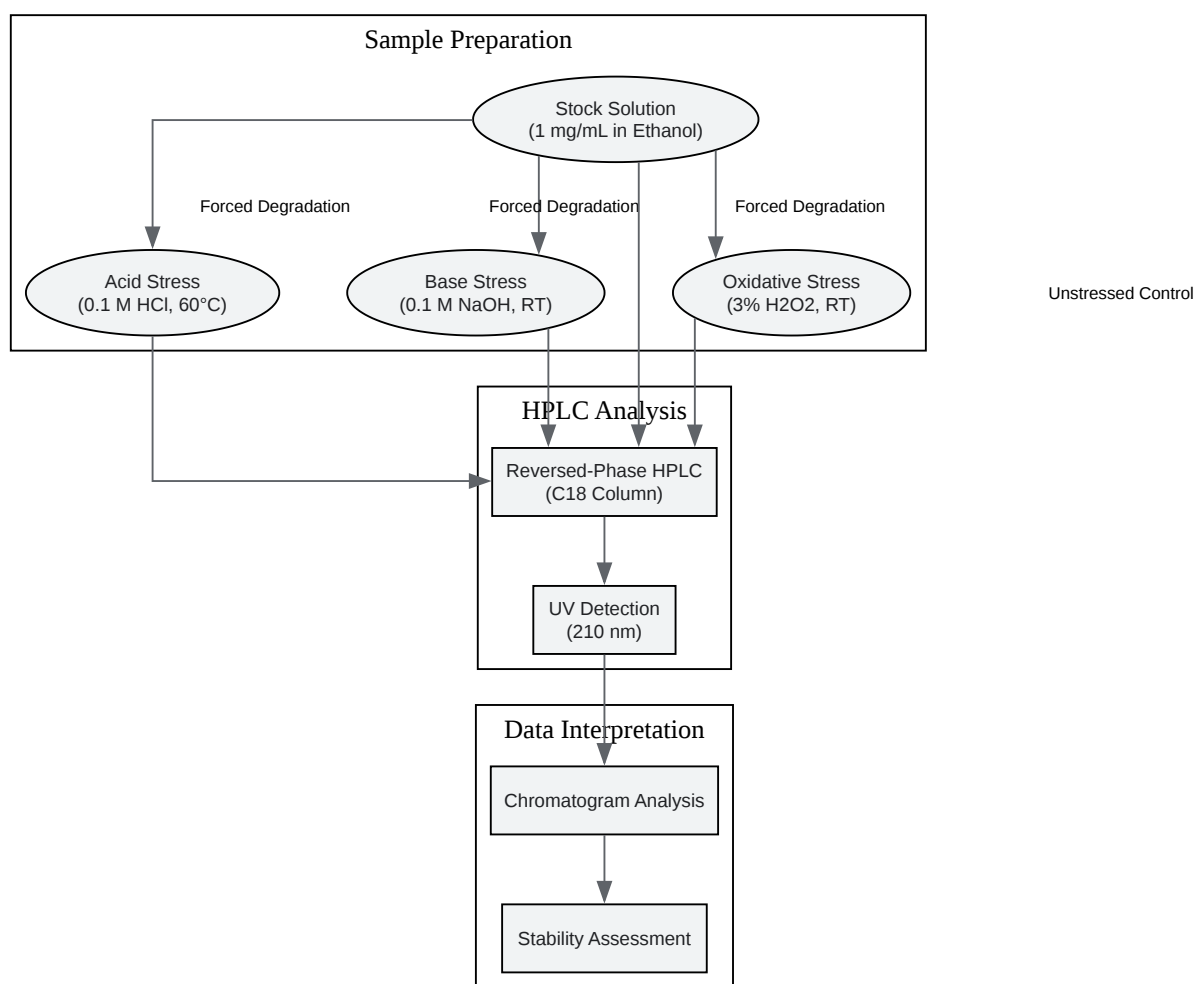 Sample Preparation
Stock Solution
(1 mg/mL in Ethanol)
Forced Degradation
Forced Degradation
Forced Degradation
Acid Stress
(0.1 M HCl, 60°C)
Base Stress
(0.1 M NaOH, RT)
Oxidative Stress
(3% H2O2, RT)
Unstressed Control
HPLC Analysis
Reversed-Phase HPLC
(C18 Column)
UV Detection
(210 nm)
Data Interpretation
Chromatogram Analysis
Stability Assessment